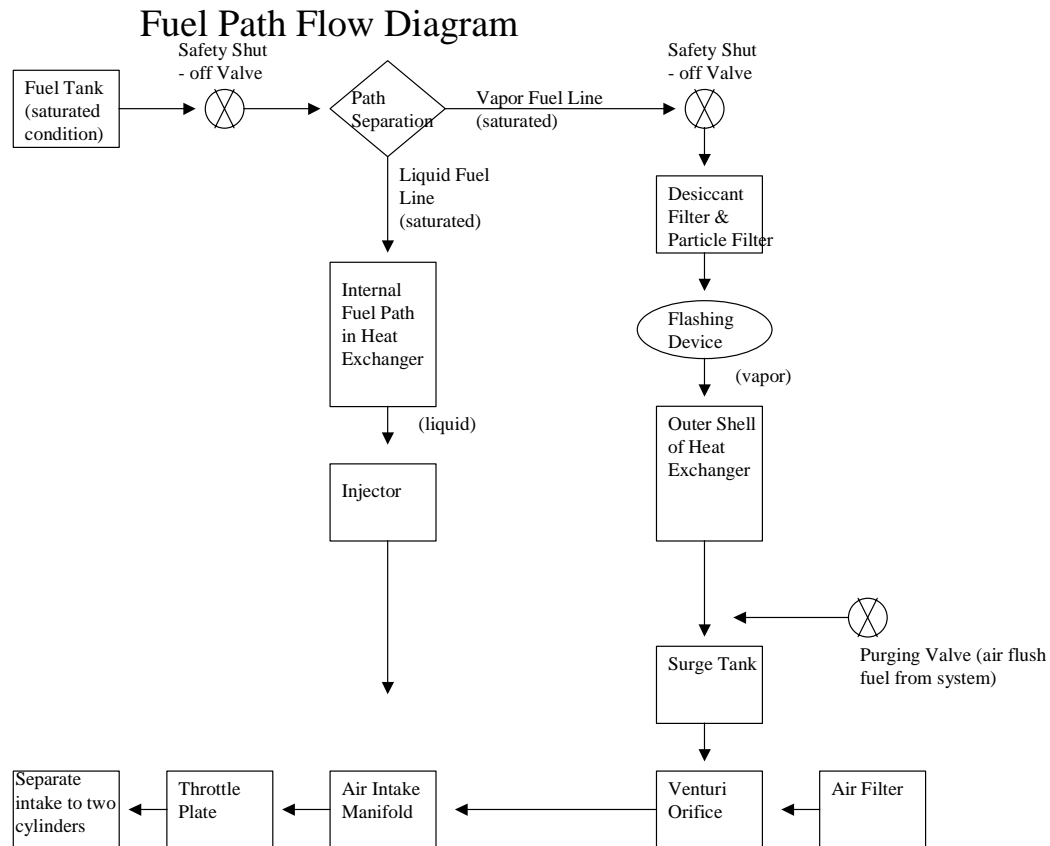 Fuel Path Flow Diagram
Safety Shut
- off Valve
Safety Shut
- off Valve
Fuel Tank
(saturated
condition)
Path
Separation
Vapor Fuel Line
(saturated)
Liquid Fuel
Line
(saturated)
Desiccant
Filter &
Particle Filter
Internal
Fuel Path
in Heat
Exchanger
Flashing
Device
(vapor)
(liquid)
Outer Shell
of Heat
Exchanger
Injector
Purging Valve (air flush
fuel from system)
Surge Tank
Separate
intake to two
cylinders
Throttle
Plate
Air Intake
Manifold
Venturi
Orifice
Air Filter